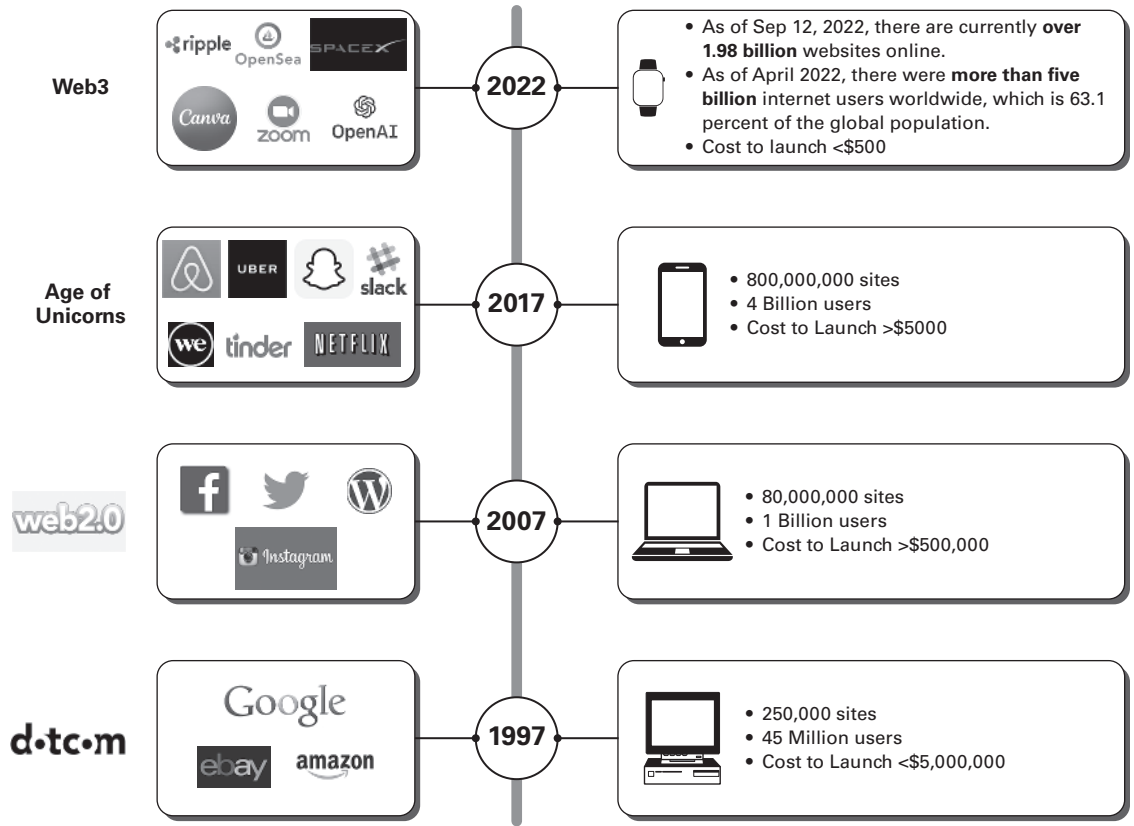 Web3
ripple
OpenSea
SPACEX
Canva
zoom
OpenAI
2022
• As of Sep 12, 2022, there are currently over
1.98 billion websites online.
• As of April 2022, there were more than five
billion internet users worldwide, which is 63.1
percent of the global population.
• Cost to launch <$500
Age of
Unicorns
UBER
slack
we
tinder
NETFLIX
2017
• 800,000,000 sites
• 4 Billion users
• Cost to Launch >$5000
web2.0
f
W
Instagram
2007
• 80,000,000 sites
• 1 Billion users
• Cost to Launch >$500,000
d•tc•m
Google
ebay
amazon
1997
• 250,000 sites
• 45 Million users
• Cost to Launch <$5,000,000